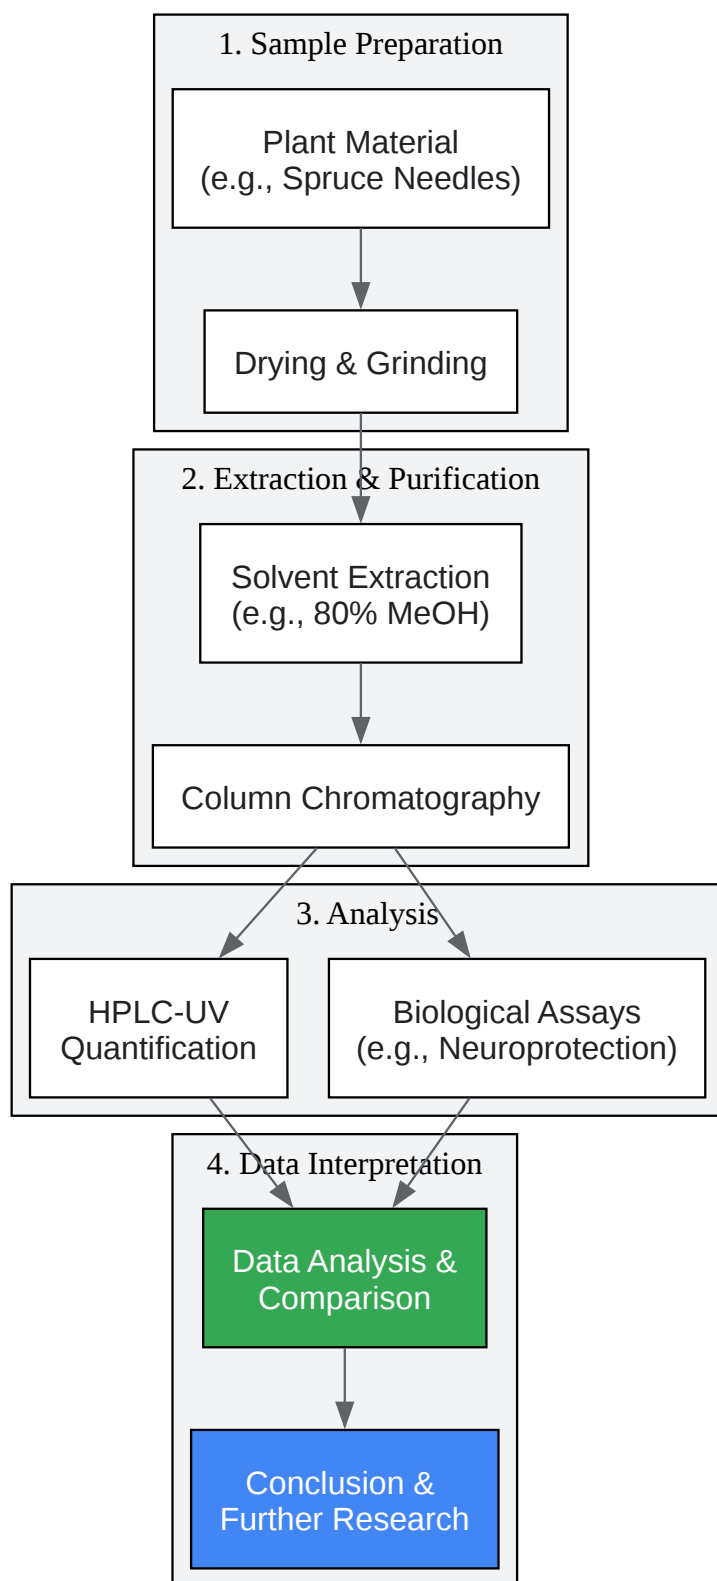 1. Sample Preparation
Plant Material
(e.g., Spruce Needles)
Drying & Grinding
2. Extraction & Purification
Solvent Extraction
(e.g., 80% MeOH)
Column Chromatography
3. Analysis
HPLC-UV
Quantification
Biological Assays
(e.g., Neuroprotection)
4. Data Interpretation
Data Analysis &
Comparison
Conclusion &
Further Research